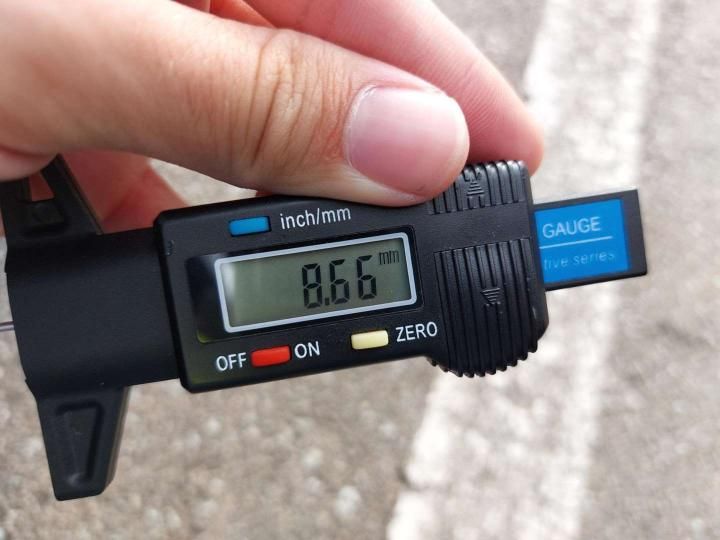 inch/mm
8.66 mm
OFF ON
ZERO
GAUGE
tive series